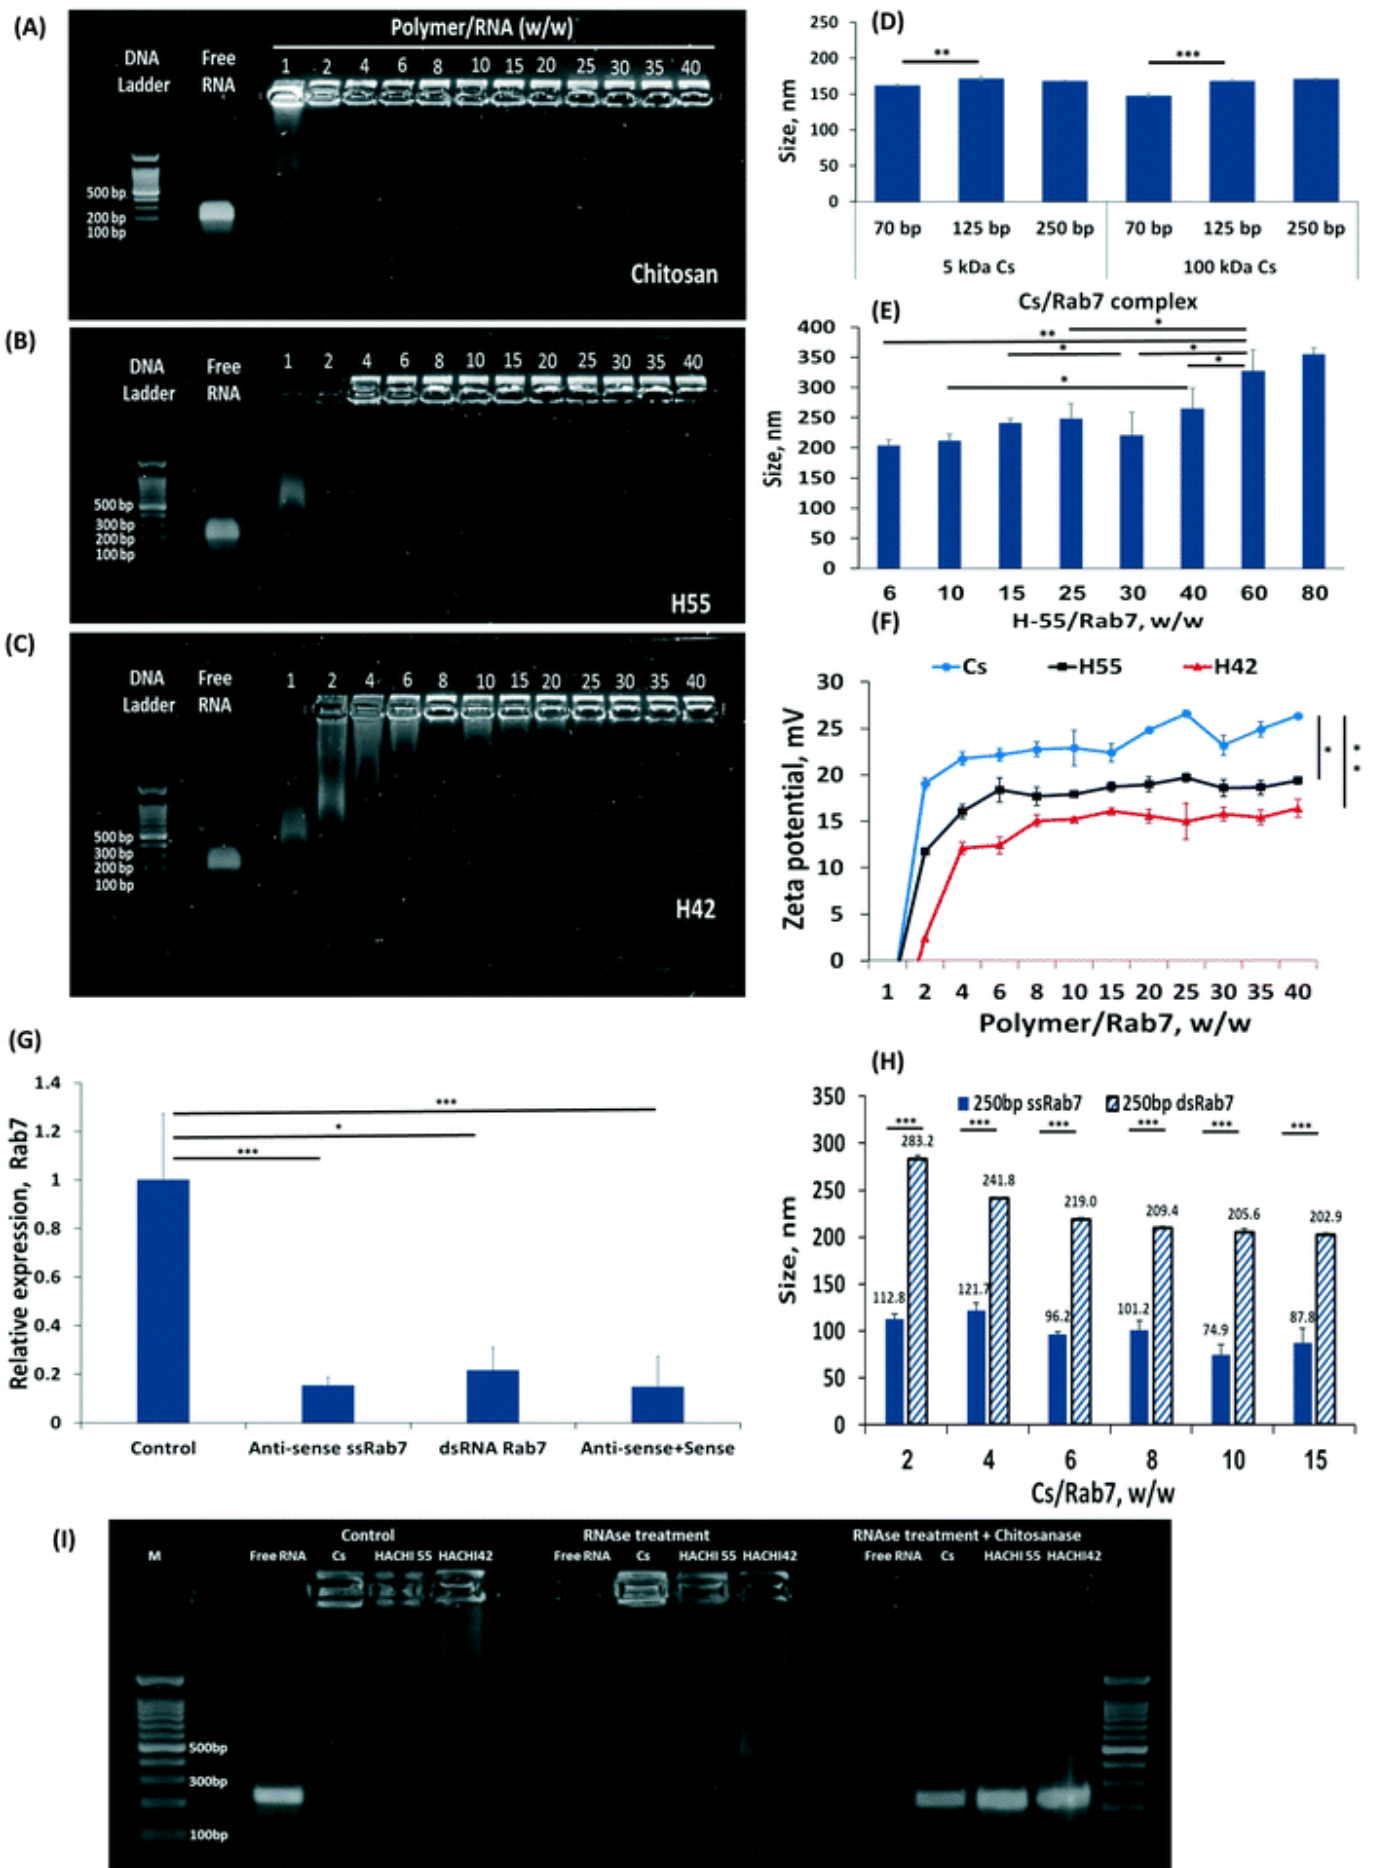 (A)
Polymer/RNA (w/w)
DNA Ladder
Free RNA
1 2 4 6 8 10 15 20 25 30 35 40
500 bp
200 bp
100 bp
Chitosan
(B)
DNA Ladder
Free RNA
1 2 4 6 8 10 15 20 25 30 35 40
500 bp
300 bp
200 bp
100 bp
H55
(C)
DNA Ladder
Free RNA
1 2 4 6 8 10 15 20 25 30 35 40
500 bp
300 bp
200 bp
100 bp
H42
(D)
Size, nm
250
200
150
100
50
0
** ***
70 bp 125 bp 250 bp 70 bp 125 bp 250 bp
5 kDa Cs 100 kDa Cs
Cs/Rab7 complex
(E)
Size, nm
400
350
300
250
200
150
100
50
0
*
**
* *
*
*
6 10 15 25 30 40 60 80
H-55/Rab7, w/w
(F)
Cs H55 H42
Zeta potential, mV
30
25
20
15
10
5
0
* **
1 2 4 6 8 10 15 20 25 30 35 40
Polymer/Rab7, w/w
(G)
Relative expression, Rab7
1.4
1.2
1
0.8
0.6
0.4
0.2
0
***
*
***
Control Anti-sense ssRab7 dsRNA Rab7 Anti-sense+Sense
(H)
250bp ssRab7 250bp dsRab7
Size, nm
350
300
250
200
150
100
50
0
*** *** *** *** *** ***
283.2 241.8 219.0 209.4 205.6 202.9
112.8 121.7 96.2 101.2 74.9 87.8
2 4 6 8 10 15
Cs/Rab7, w/w
(I)
Control RNAse treatment RNAse treatment + Chitosanase
M Free RNA Cs HACHI 55 HACHI42 Free RNA Cs HACHI 55 HACHI42 Free RNA Cs HACHI 55 HACHI42
500bp
300bp
100bp